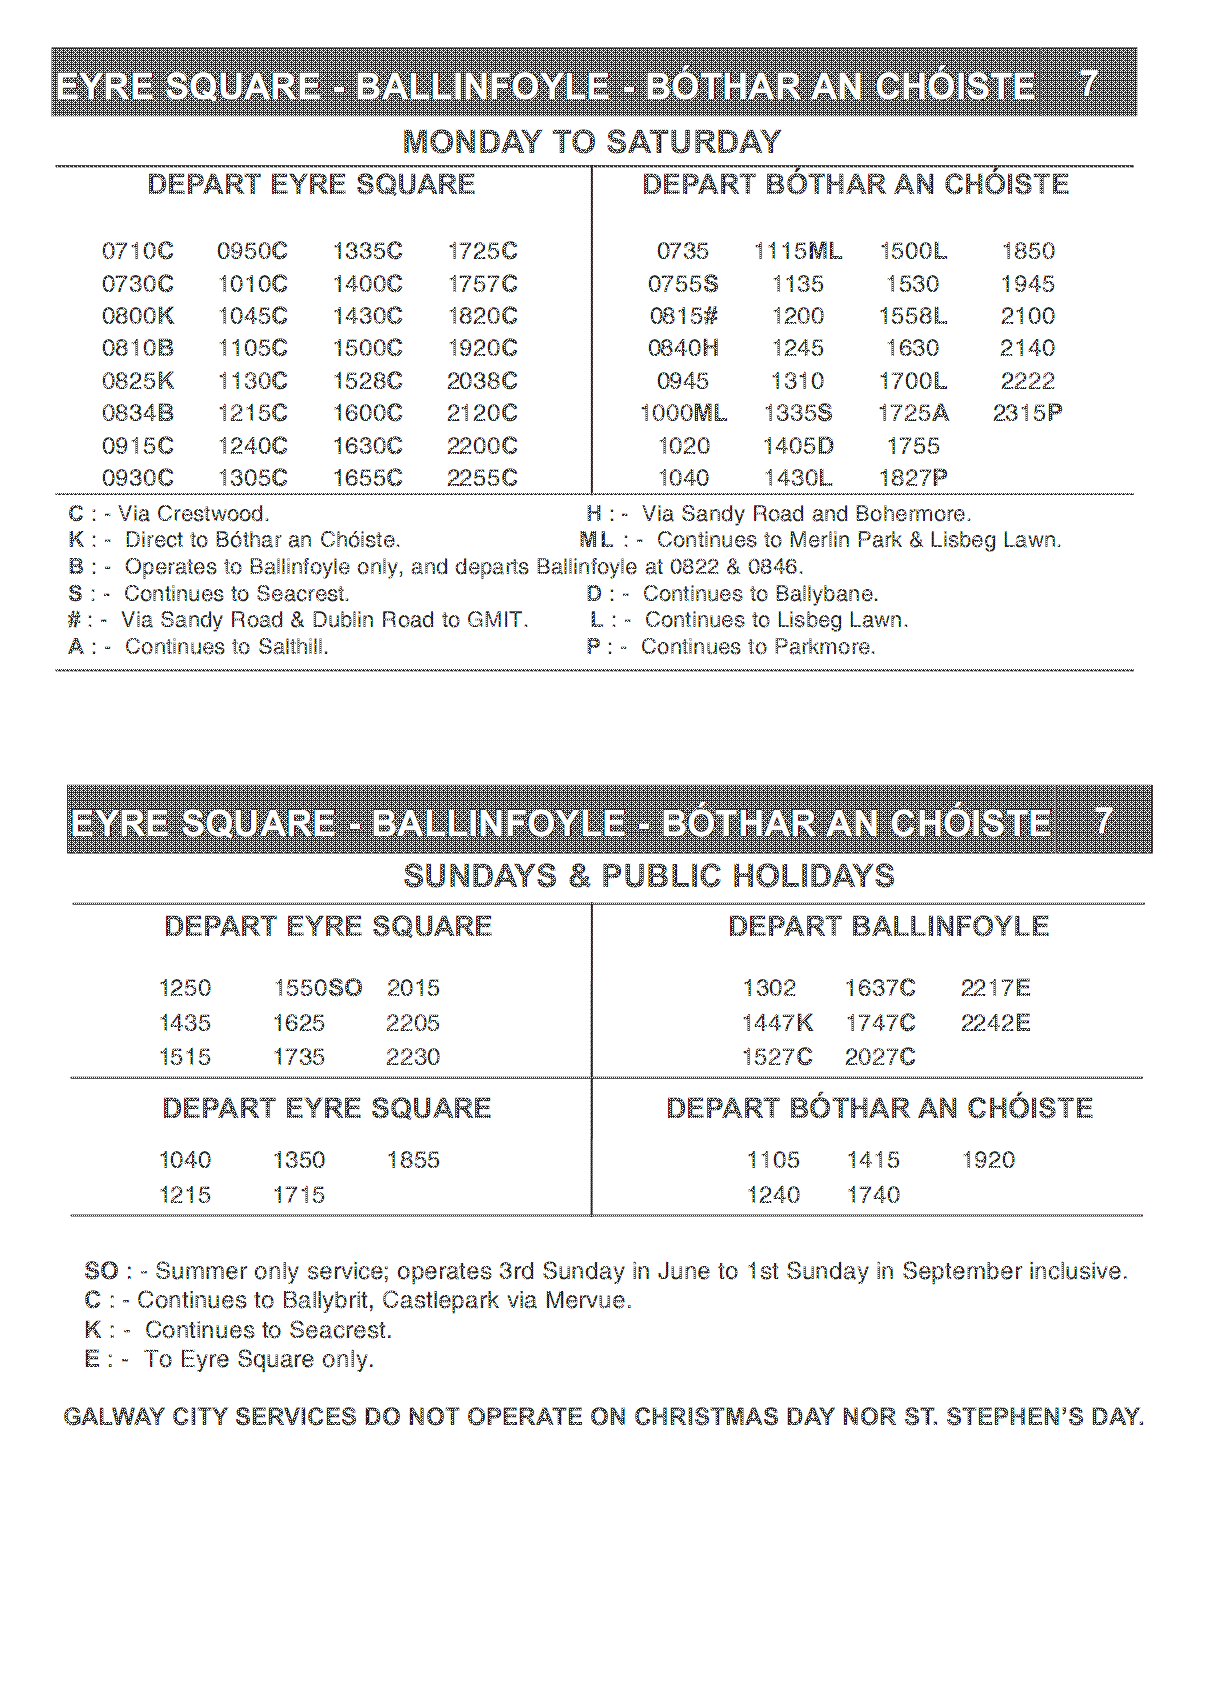 EYRE SQUARE - BALLINFOYLE - BÓTHAR AN CHÓISTE 7
MONDAY TO SATURDAY
DEPART EYRE SQUARE DEPART BÓTHAR AN CHÓISTE
0710C 0950C 1335C 1725C 0735 1115ML 1500L 1850
0730C 1010C 1400C 1757C 0755S 1135 1530 1945
0800K 1045C 1430C 1820C 0815# 1200 1558L 2100
0810B 1105C 1500C 1920C 0840H 1245 1630 2140
0825K 1130C 1528C 2038C 0945 1310 1700L 2222
0834B 1215C 1600C 2120C 1000ML 1335S 1725A 2315P
0915C 1240C 1630C 2200C 1020 1405D 1755
0930C 1305C 1655C 2255C 1040 1430L 1827P
C : - Via Crestwood. H : - Via Sandy Road and Bohermore.
K : - Direct to Bóthar an Chóiste. ML : - Continues to Merlin Park & Lisbeg Lawn.
B : - Operates to Ballinfoyle only, and departs Ballinfoyle at 0822 & 0846.
S : - Continues to Seacrest. D : - Continues to Ballybane.
# : - Via Sandy Road & Dublin Road to GMIT. L : - Continues to Lisbeg Lawn.
A : - Continues to Salthill. P : - Continues to Parkmore.
EYRE SQUARE - BALLINFOYLE - BÓTHAR AN CHÓISTE 7
SUNDAYS & PUBLIC HOLIDAYS
DEPART EYRE SQUARE DEPART BALLINFOYLE
1250 1550SO 2015 1302 1637C 2217E
1435 1625 2205 1447K 1747C 2242E
1515 1735 2230 1527C 2027C
DEPART EYRE SQUARE DEPART BÓTHAR AN CHÓISTE
1040 1350 1855 1105 1415 1920
1215 1715 1240 1740
SO : - Summer only service; operates 3rd Sunday in June to 1st Sunday in September inclusive.
C : - Continues to Ballybrit, Castlepark via Mervue.
K : - Continues to Seacrest.
E : - To Eyre Square only.
GALWAY CITY SERVICES DO NOT OPERATE ON CHRISTMAS DAY NOR ST. STEPHEN'S DAY.